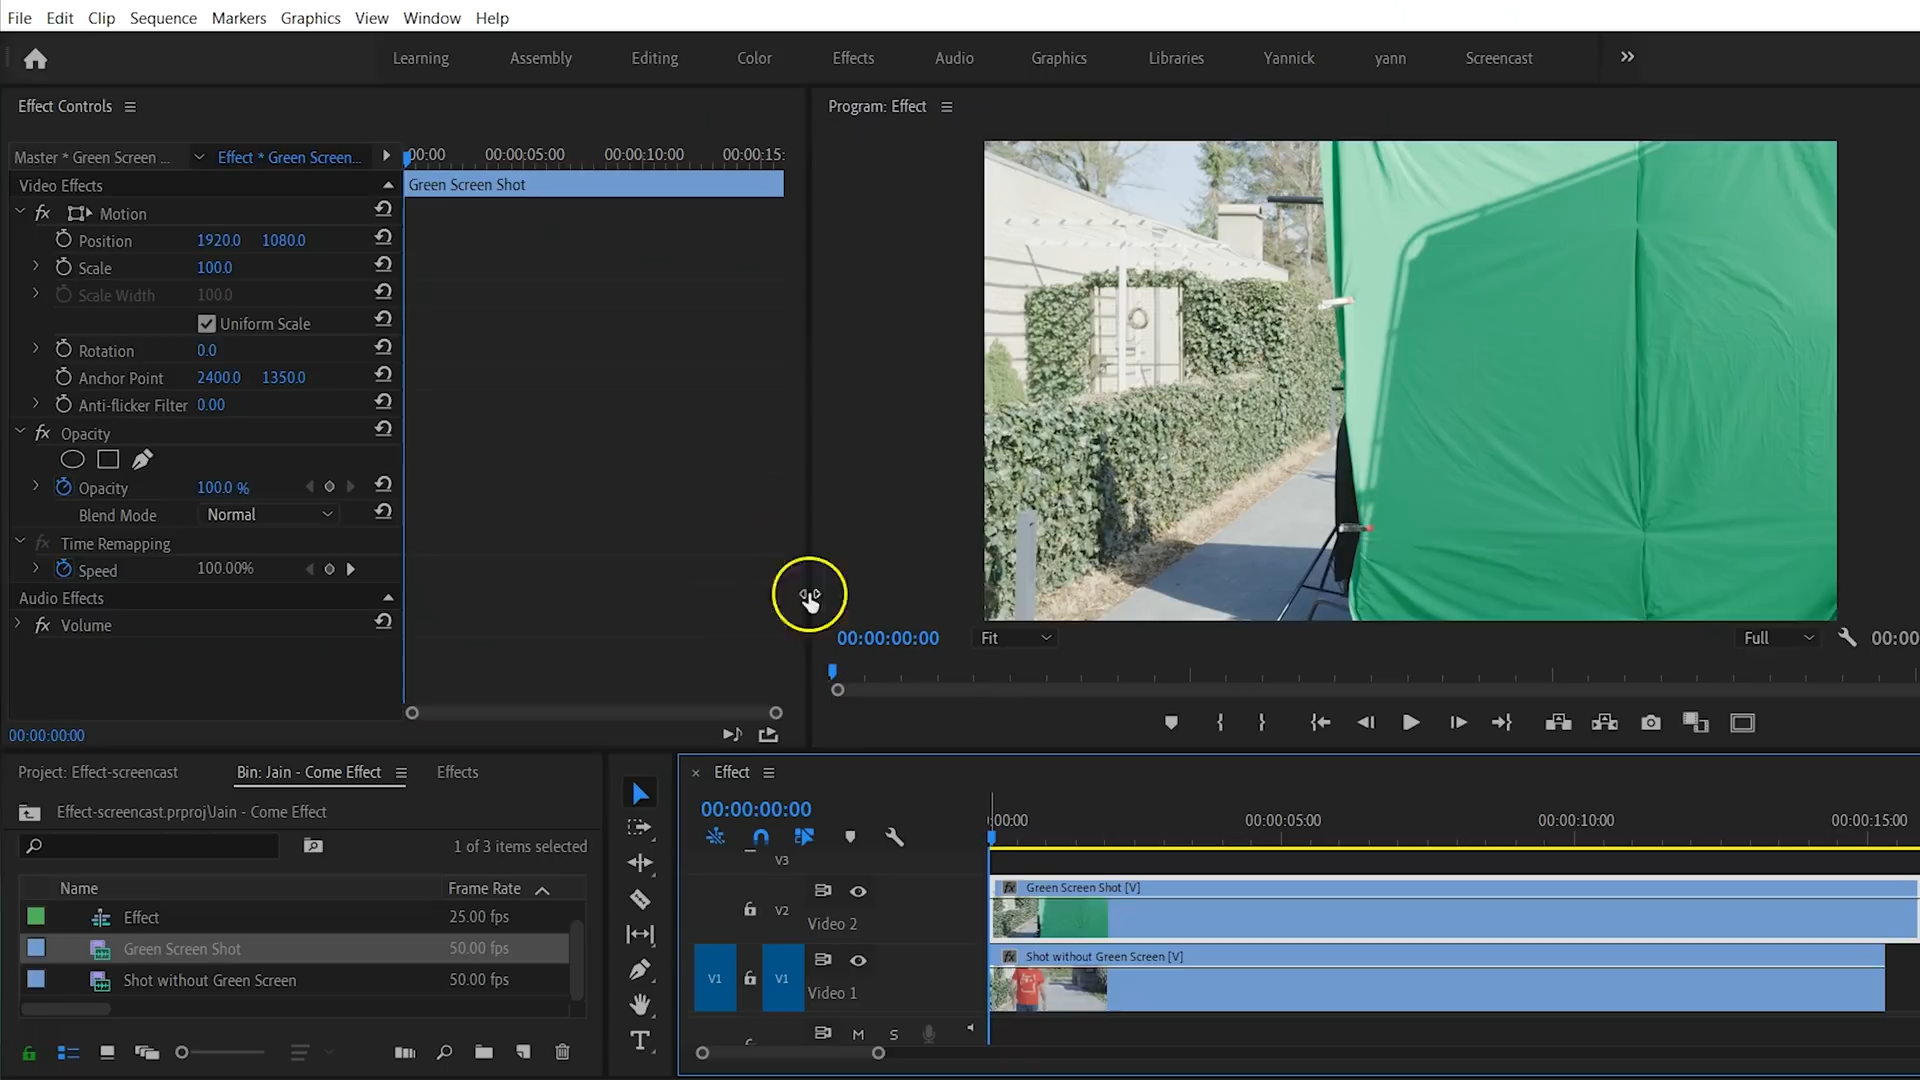 File Edit Clip Sequence Markers Graphics View Window Help
Learning Assembly Editing Color Effects Audio Graphics Libraries Yannick yann Screencast
Effect Controls
Program: Effect
Master * Green Screen ... Effect * Green Screen...
:00:00 00:00:05:00 00:00:10:00 00:00:15:
Video Effects
Green Screen Shot
fx Motion
Position 1920.0 1080.0
Scale 100.0
Scale Width 100.0
Uniform Scale
Rotation 0.0
Anchor Point 2400.0 1350.0
Anti-flicker Filter 0.00
fx Opacity
Opacity 100.0 %
Blend Mode Normal
fx Time Remapping
Speed 100.00%
Audio Effects
fx Volume
00:00:00:00
00:00:00:00 Fit Full 00:00
Project: Effect-screencast Bin: Jain - Come Effect Effects
Effect-screencast.prproj\Jain - Come Effect
1 of 3 items selected
Name Frame Rate
Effect 25.00 fps
Green Screen Shot 50.00 fps
Shot without Green Screen 50.00 fps
T
× Effect
00:00:00:00
:00:00 00:00:05:00 00:00:10:00 00:00:15:00
V3
V2 Video 2
fx Green Screen Shot [V]
V1 V1 Video 1
fx Shot without Green Screen [V]
M S